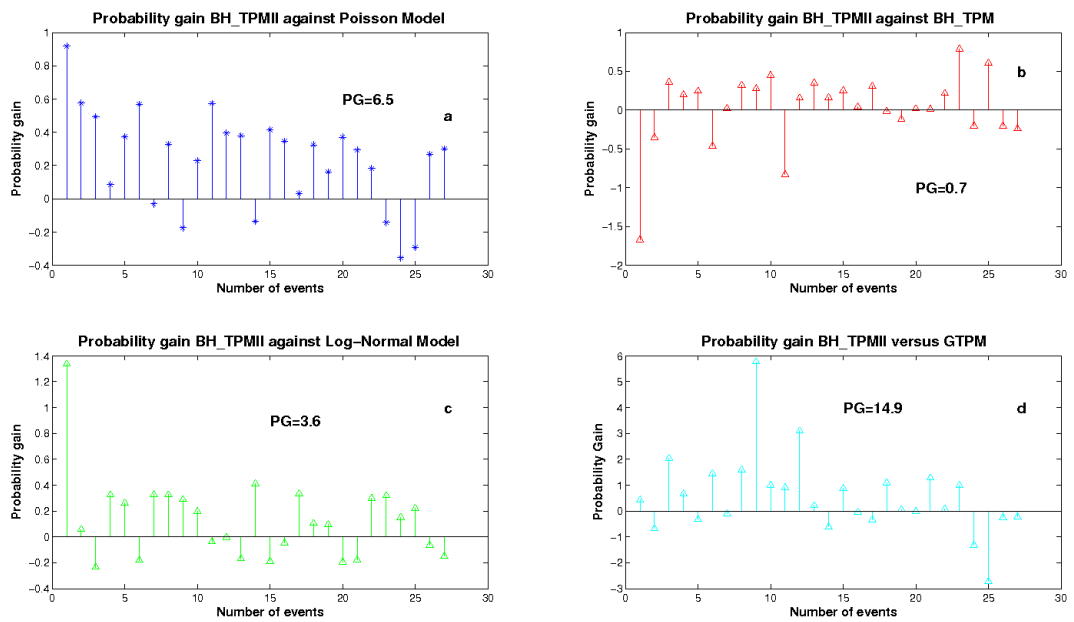 Probability gain BH_TPMII against Poisson Model
1
0.8
0.6
0.4
0.2
0
−0.2
−0.4
Probability gain
PG=6.5
a
0 5 10 15 20 25 30
Number of events
Probability gain BH_TPMII against BH_TPM
1
0.5
0
−0.5
−1
−1.5
−2
Probability gain
b
PG=0.7
0 5 10 15 20 25 30
Number of events
Probability gain BH_TPMII against Log−Normal Model
1.4
1.2
1
0.8
0.6
0.4
0.2
0
−0.2
−0.4
Probability gain
c
PG=3.6
0 5 10 15 20 25 30
Number of events
Probability gain BH_TPMII versus GTPM
6
5
4
3
2
1
0
−1
−2
−3
Probability Gain
PG=14.9
d
0 5 10 15 20 25 30
Number of events